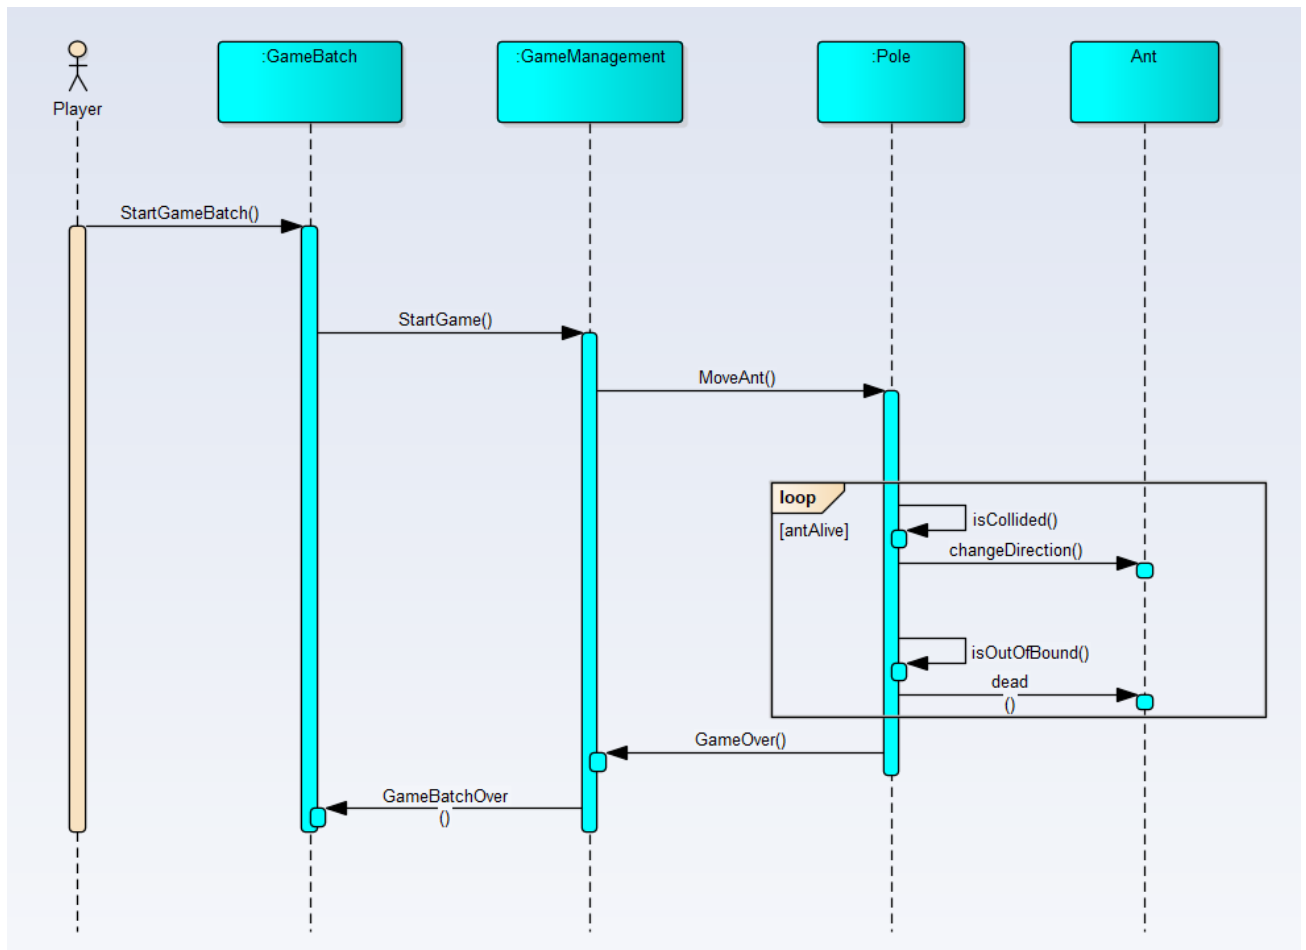 Player
:GameBatch
:GameManagement
:Pole
Ant
StartGameBatch()
StartGame()
MoveAnt()
loop
[antAlive]
isCollided()
changeDirection()
isOutOfBound()
dead
()
GameOver()
GameBatchOver
()